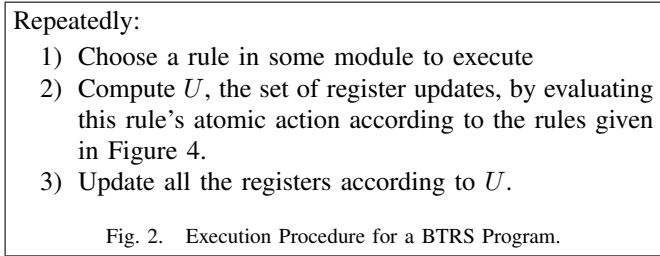 Repeatedly:
1) Choose a rule in some module to execute
2) Compute U, the set of register updates, by evaluating
this rule's atomic action according to the rules given
in Figure 4.
3) Update all the registers according to U.
Fig. 2. Execution Procedure for a BTRS Program.